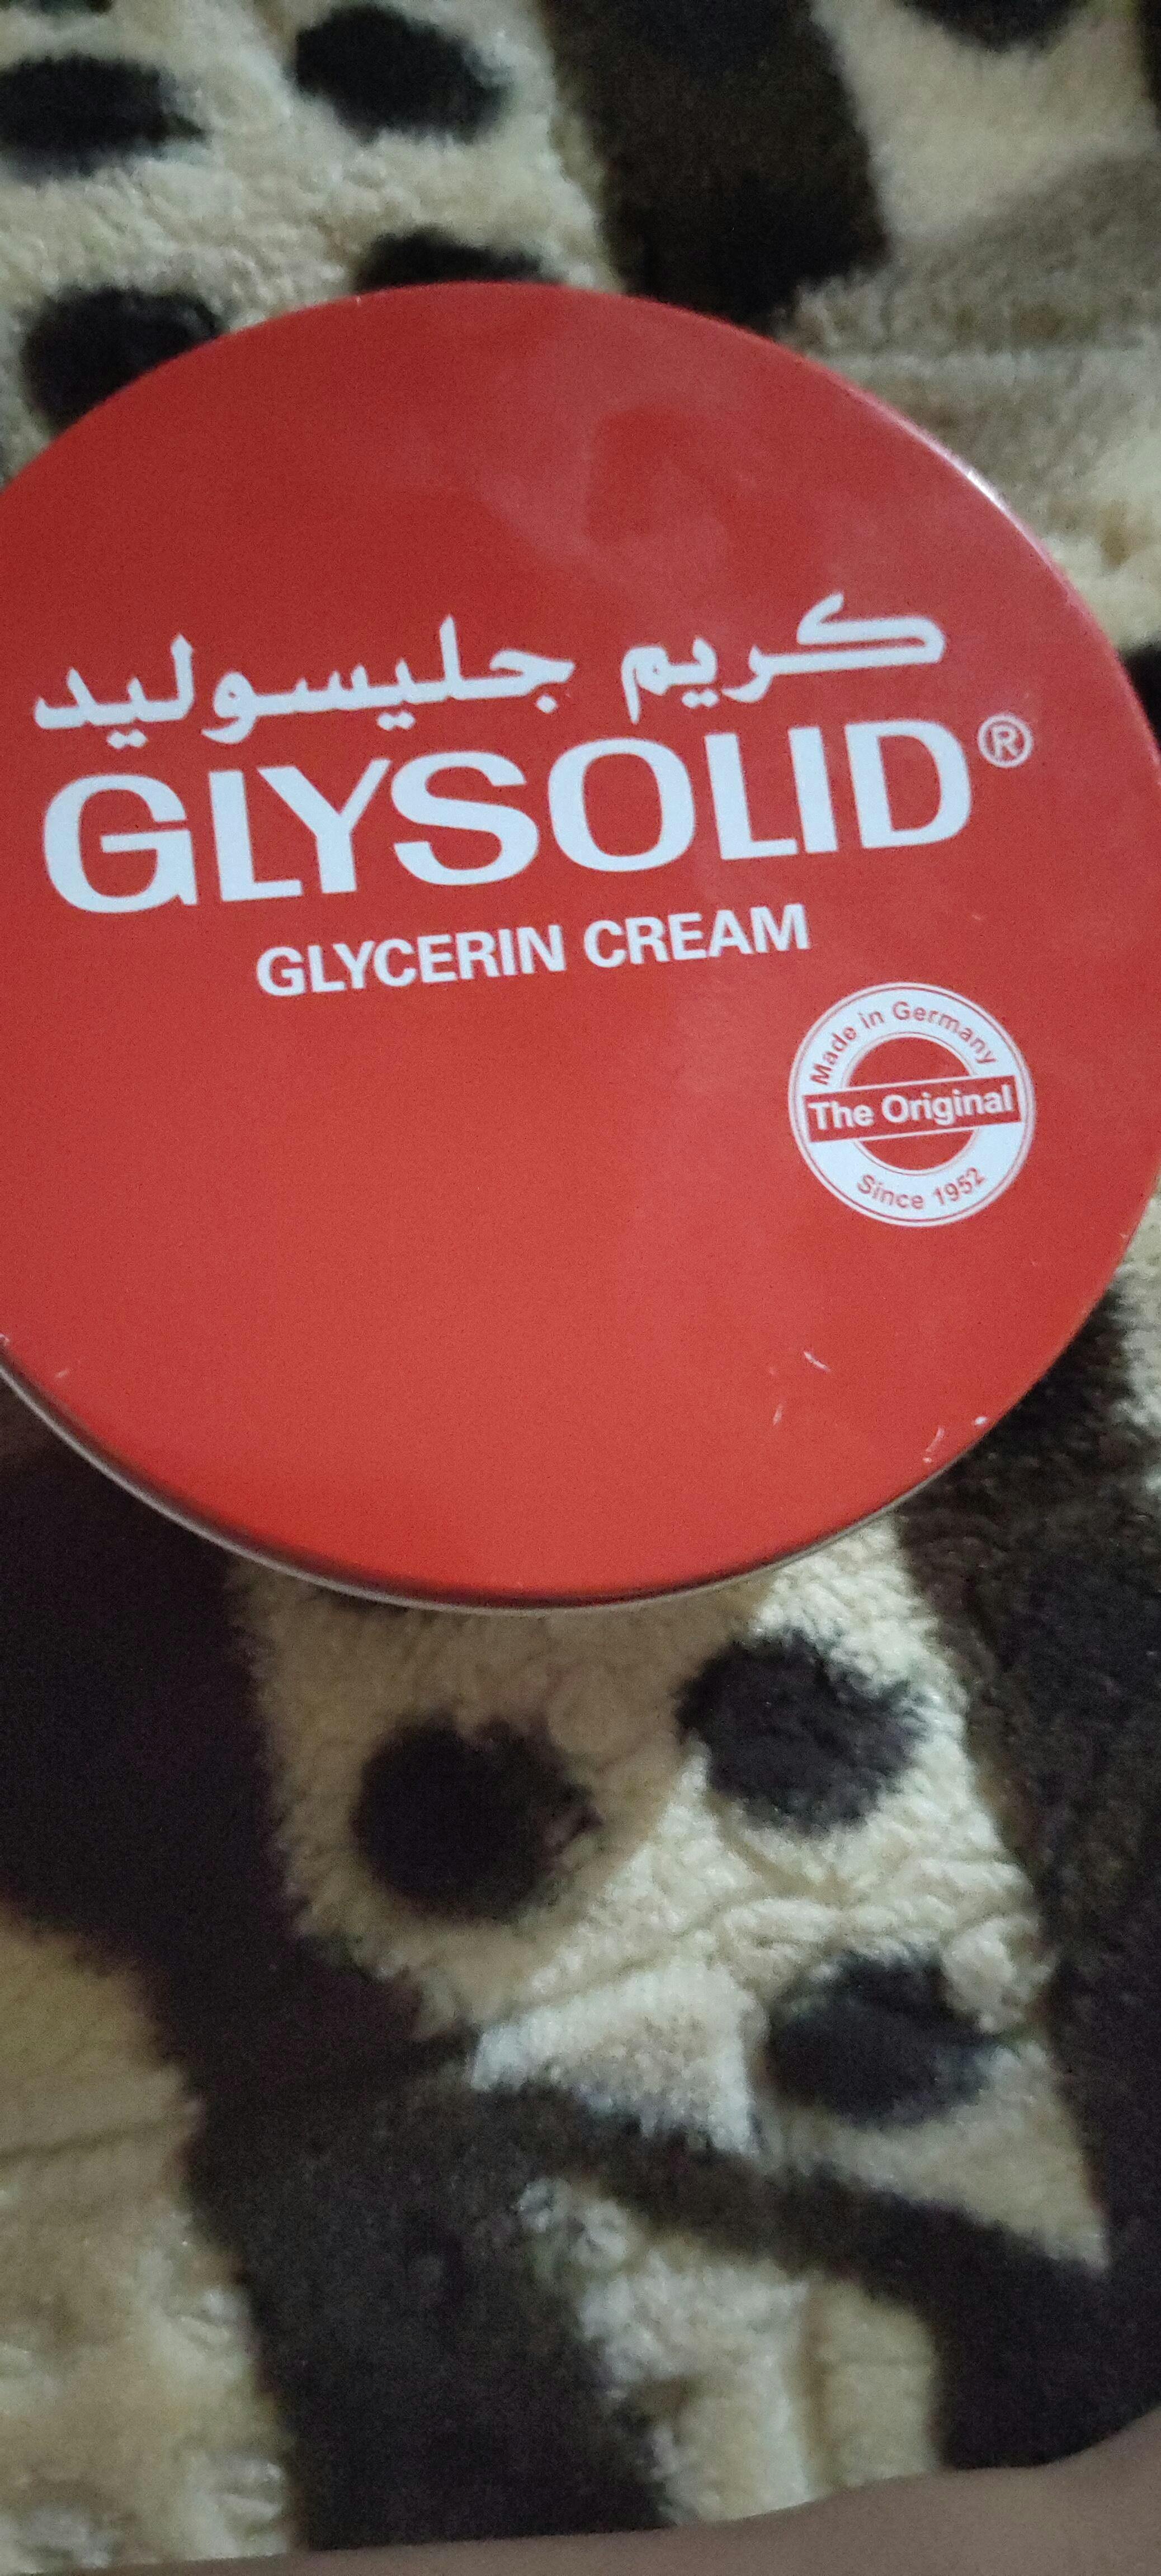 كريم جليسوليد
GLYSOLID®
GLYCERIN CREAM
Made in Germany
The Original
Since 1952